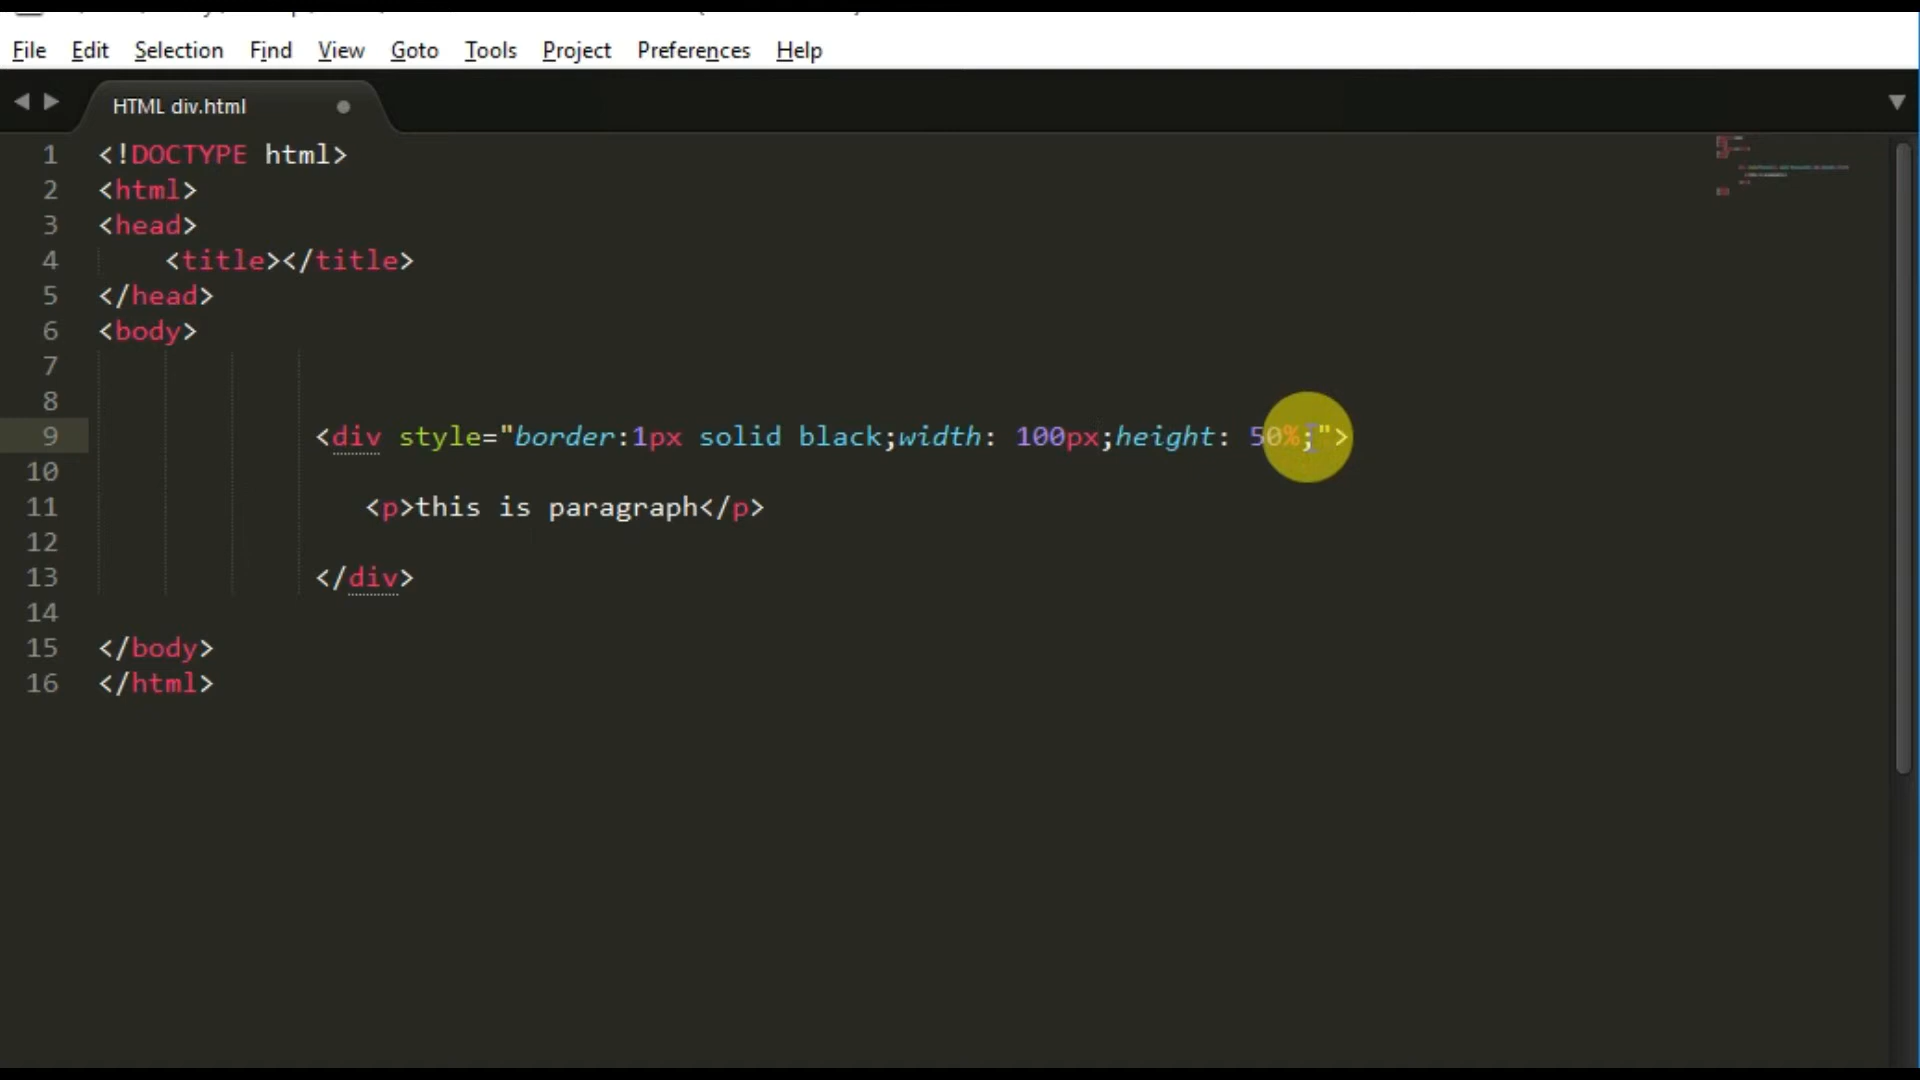 File Edit Selection Find View Goto Tools Project Preferences Help
HTML div.html
1 <!DOCTYPE html>
2 <html>
3 <head>
4 <title></title>
5 </head>
6 <body>
7
8
9 <div style="border:1px solid black;width: 100px;height: 50%;">
10
11 <p>this is paragraph</p>
12
13 </div>
14
15 </body>
16 </html>